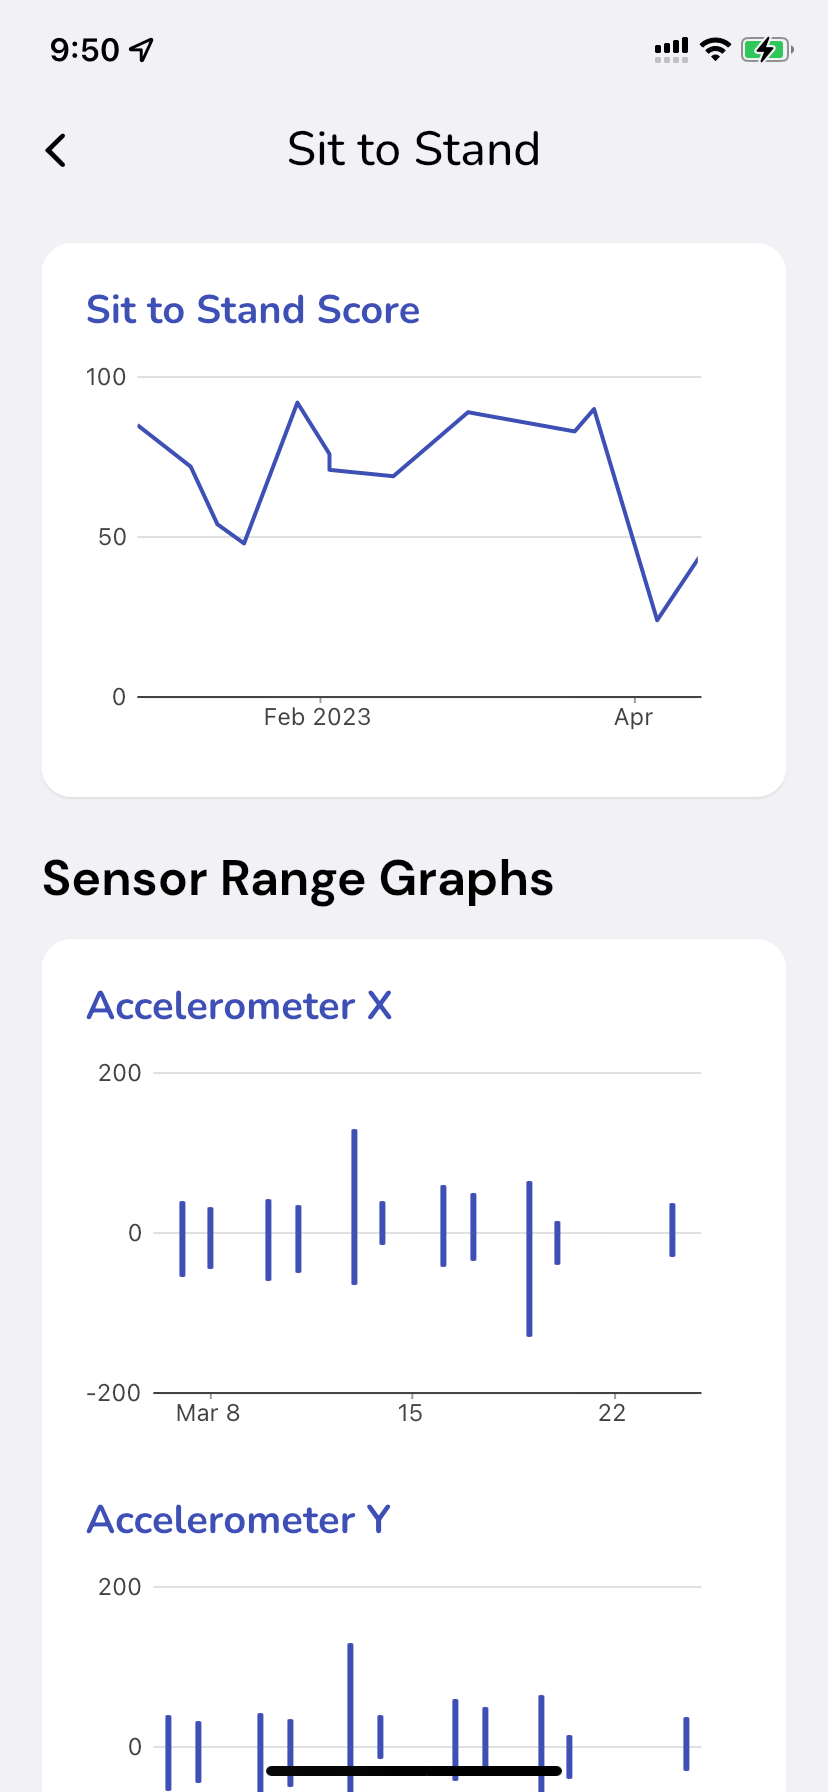 9:50
Sit to Stand
Sit to Stand Score
100
50
0
Feb 2023 Apr
Sensor Range Graphs
Accelerometer X
200
0
-200
Mar 8 15 22
Accelerometer Y
200
0